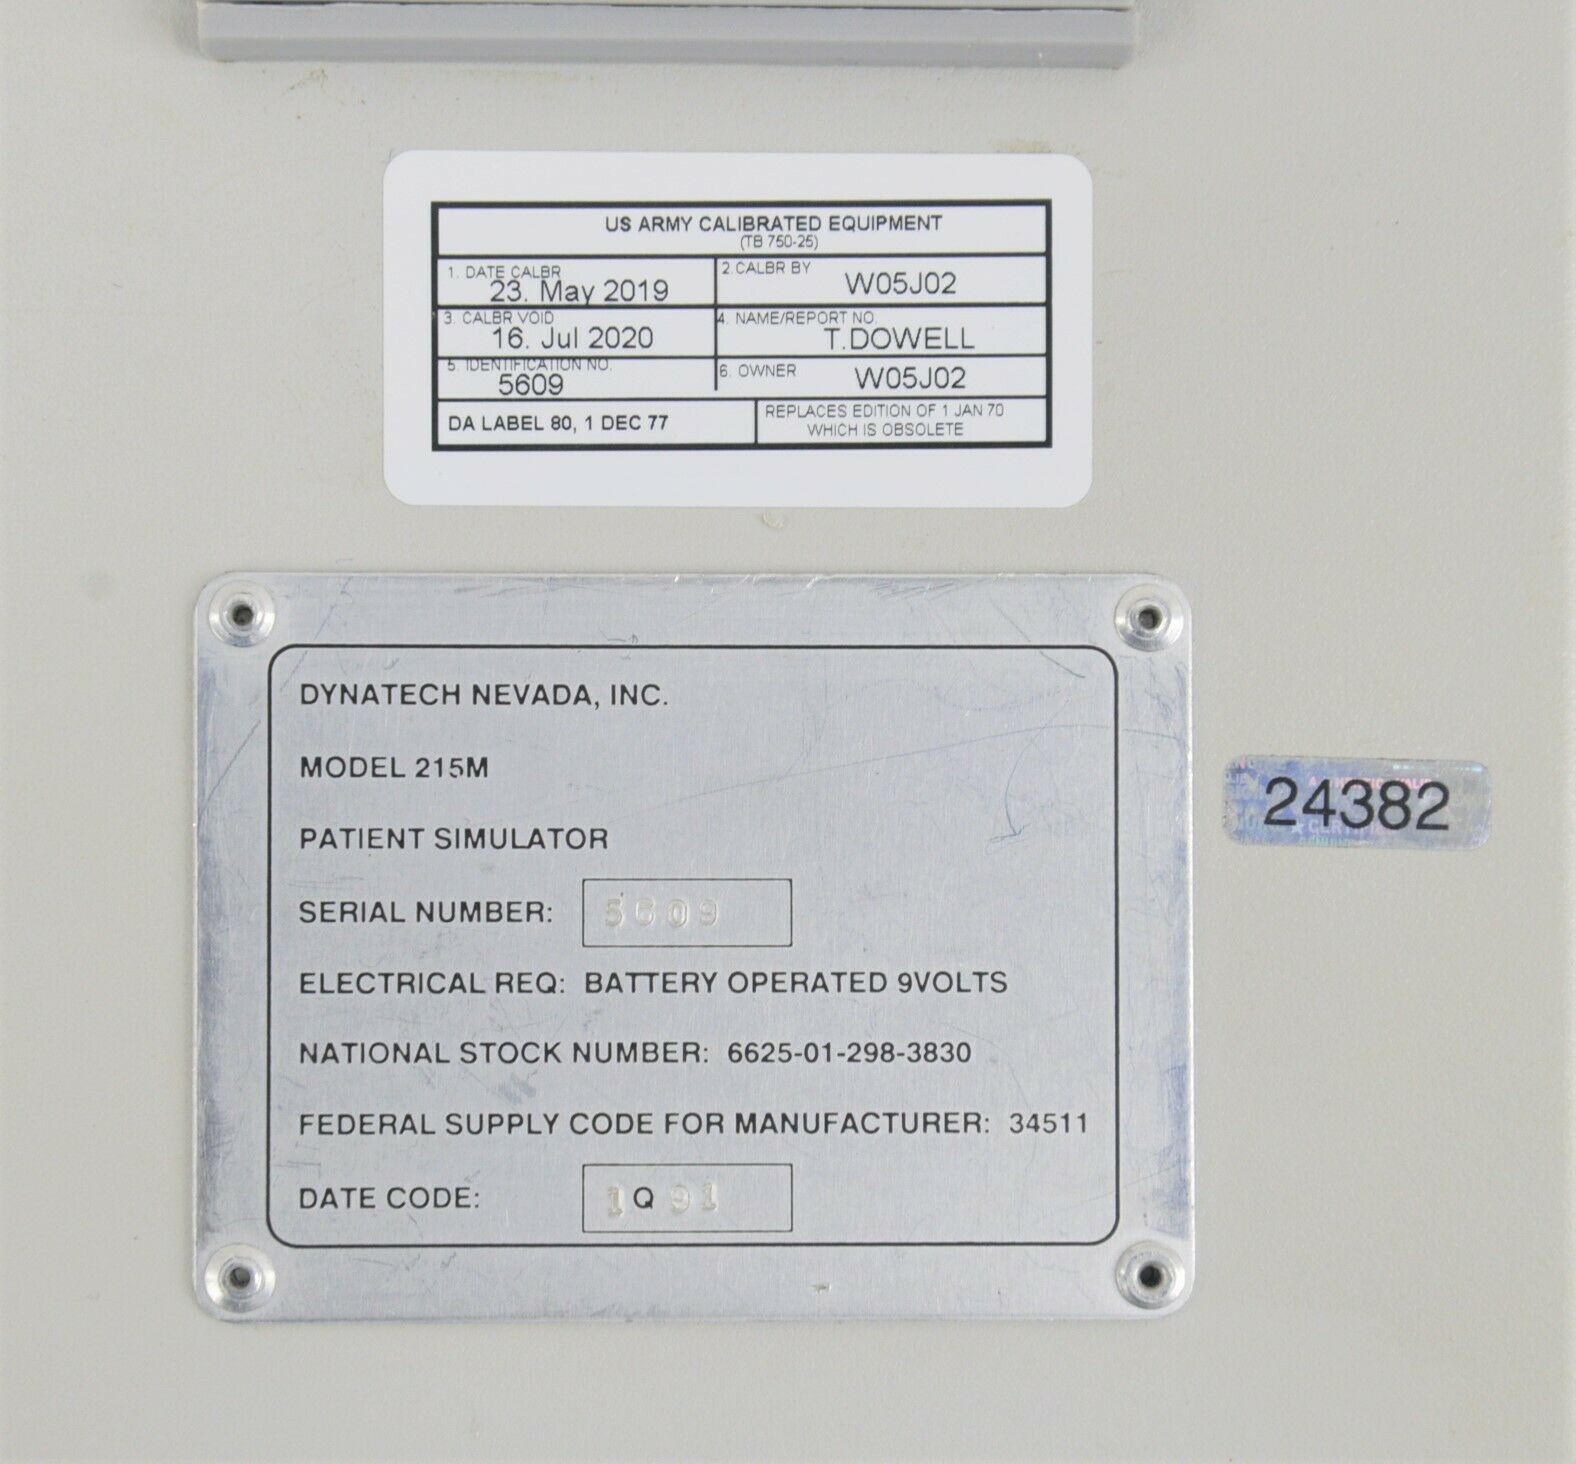 US ARMY CALIBRATED EQUIPMENT
(TB 750-25)
1. DATE CALBR
23. May 2019
2.CALBR BY
W05J02
3. CALBR VOID
16. Jul 2020
4. NAME/REPORT NO.
T.DOWELL
5. IDENTIFICATION NO.
5609
6. OWNER
W05J02
DA LABEL 80, 1 DEC 77
REPLACES EDITION OF 1 JAN 70
WHICH IS OBSOLETE
DYNATECH NEVADA, INC.
MODEL 215M
PATIENT SIMULATOR
SERIAL NUMBER: 5609
ELECTRICAL REQ: BATTERY OPERATED 9VOLTS
NATIONAL STOCK NUMBER: 6625-01-298-3830
FEDERAL SUPPLY CODE FOR MANUFACTURER: 34511
DATE CODE: 1Q91
24382